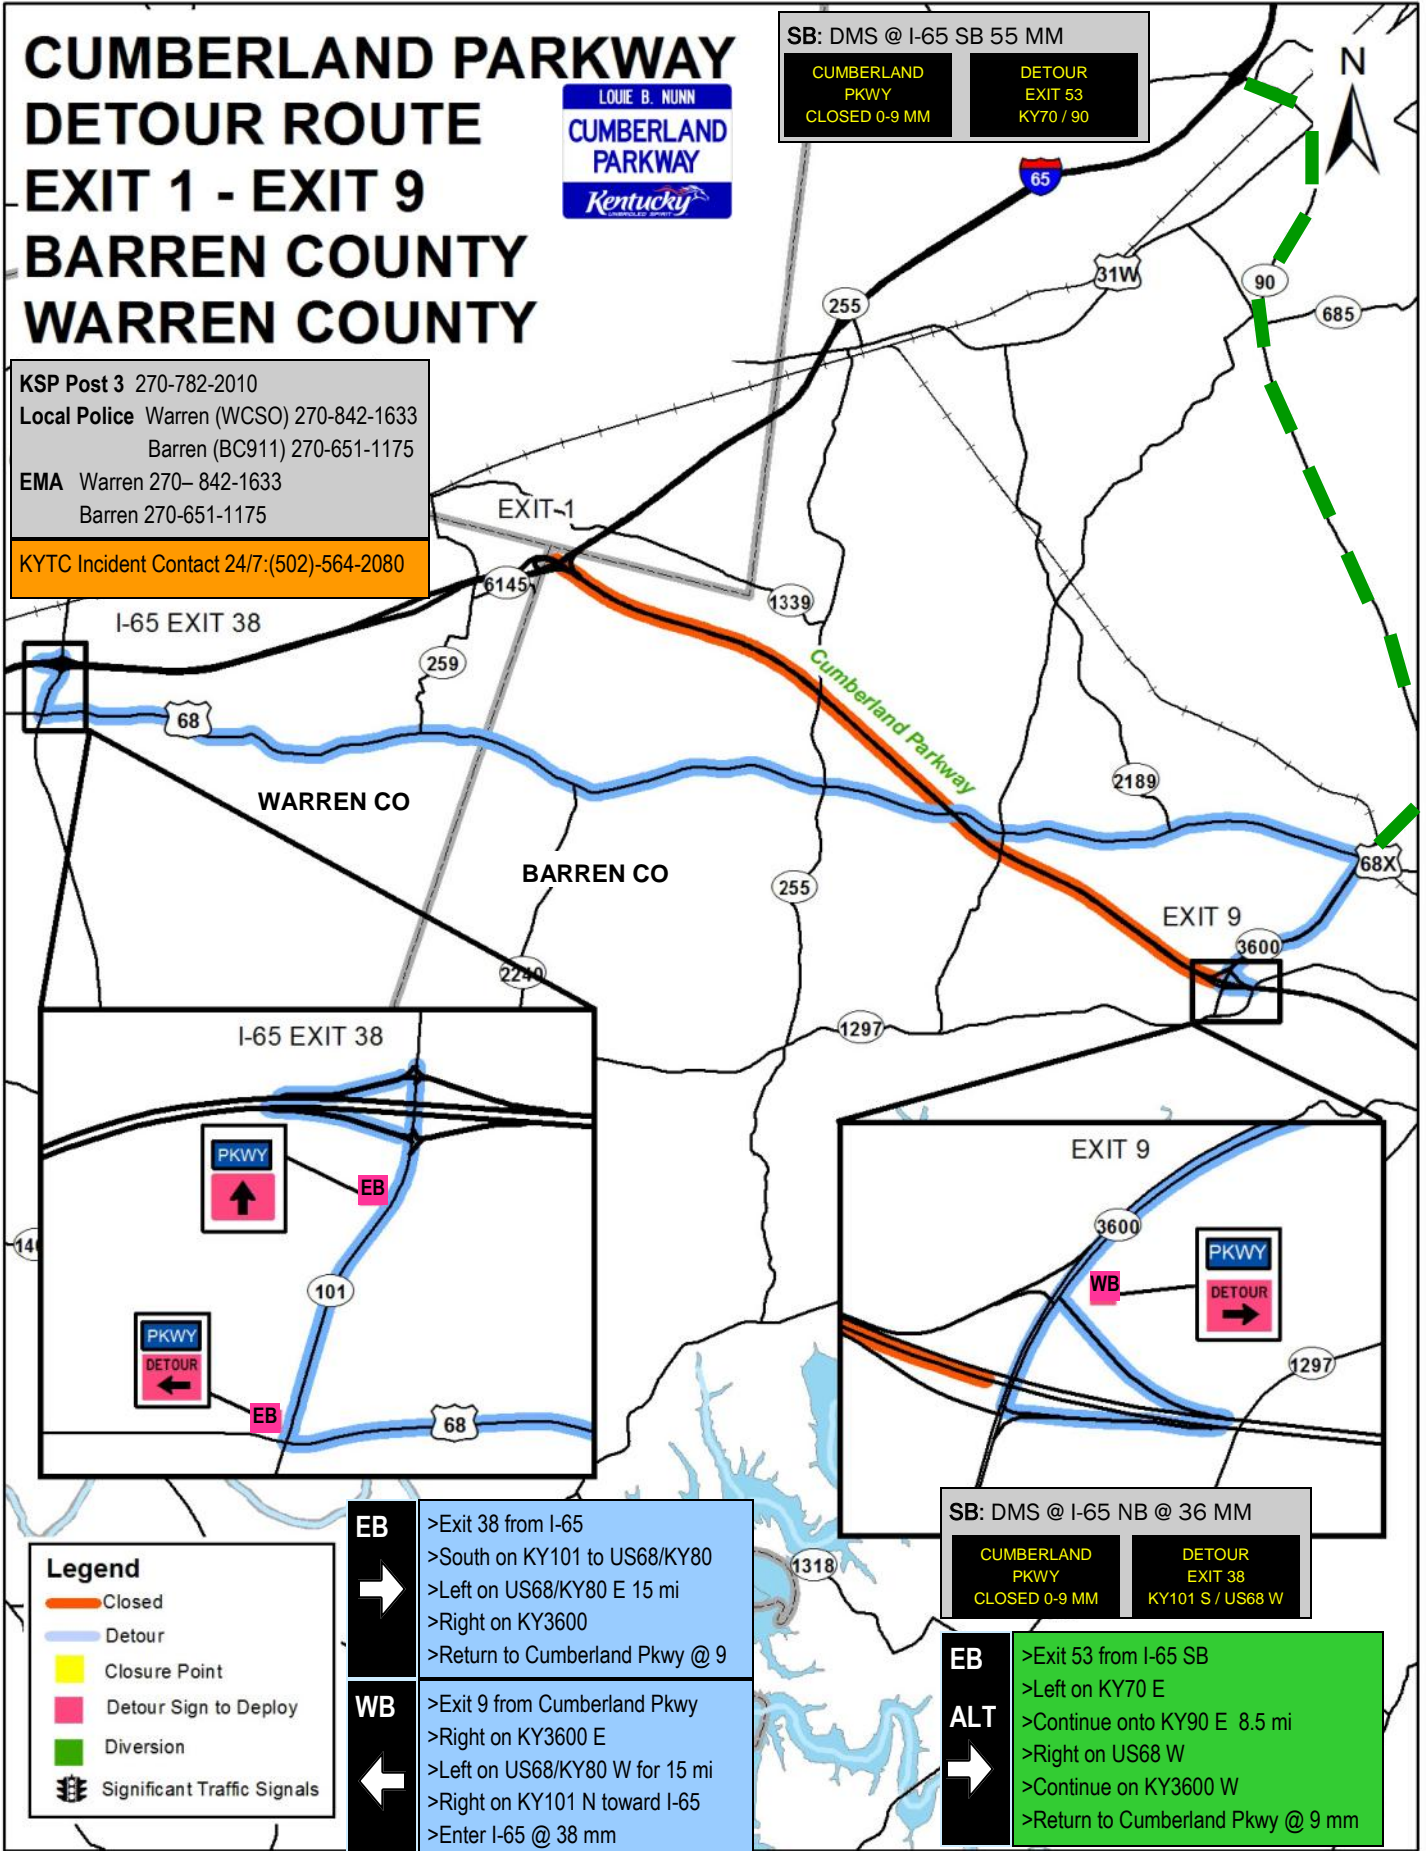 CUMBERLAND PARKWAY
DETOUR ROUTE
EXIT 1 - EXIT 9
BARREN COUNTY
WARREN COUNTY
LOUIE B. NUNN
CUMBERLAND
PARKWAY
Kentucky
UNBRIDLED SPIRIT
SB: DMS @ I-65 SB 55 MM
CUMBERLAND
PKWY
CLOSED 0-9 MM
DETOUR
EXIT 53
KY70 / 90
N
65
31W
90
685
255
KSP Post 3 270-782-2010
Local Police Warren (WCSO) 270-842-1633
Barren (BC911) 270-651-1175
EMA Warren 270– 842-1633
Barren 270-651-1175
KYTC Incident Contact 24/7:(502)-564-2080
EXIT 1
6145
1339
I-65 EXIT 38
259
68
Cumberland Parkway
2189
WARREN CO
BARREN CO
68X
255
EXIT 9
3600
2240
1297
I-65 EXIT 38
PKWY
EB
101
PKWY
DETOUR
EB
68
EXIT 9
3600
WB
PKWY
DETOUR
1297
1318
SB: DMS @ I-65 NB @ 36 MM
CUMBERLAND
PKWY
CLOSED 0-9 MM
DETOUR
EXIT 38
KY101 S / US68 W
Legend
Closed
Detour
Closure Point
Detour Sign to Deploy
Diversion
Significant Traffic Signals
EB
>Exit 38 from I-65
>South on KY101 to US68/KY80
>Left on US68/KY80 E 15 mi
>Right on KY3600
>Return to Cumberland Pkwy @ 9
WB
>Exit 9 from Cumberland Pkwy
>Right on KY3600 E
>Left on US68/KY80 W for 15 mi
>Right on KY101 N toward I-65
>Enter I-65 @ 38 mm
EB
ALT
>Exit 53 from I-65 SB
>Left on KY70 E
>Continue onto KY90 E 8.5 mi
>Right on US68 W
>Continue on KY3600 W
>Return to Cumberland Pkwy @ 9 mm